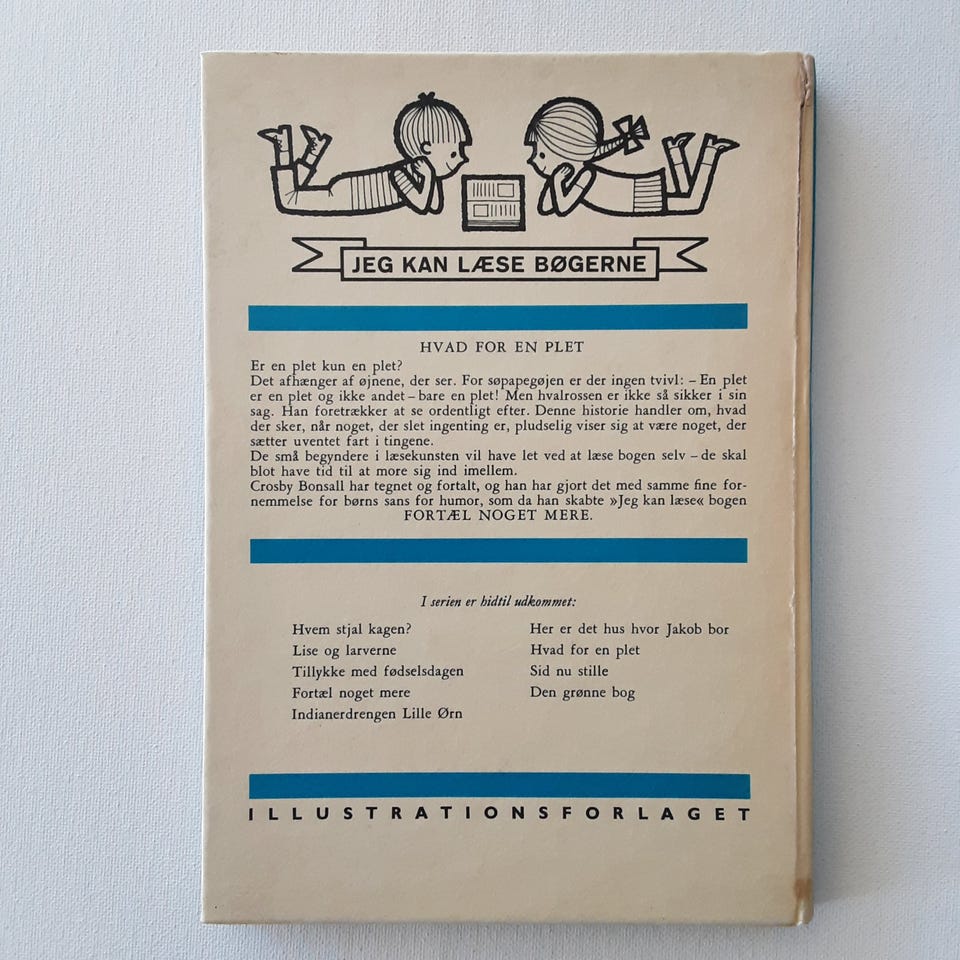 JEG KAN LÆSE BØGERNE
HVAD FOR EN PLET
Er en plet kun en plet?
Det afhænger af øjnene, der ser. For søpapegøjen er der ingen tvivl: – En plet
er en plet og ikke andet – bare en plet! Men hvalrossen er ikke så sikker i sin
sag. Han foretrækker at se ordentligt efter. Denne historie handler om, hvad
der sker, når noget, der slet ingenting er, pludselig viser sig at være noget, der
sætter uventet fart i tingene.
De små begyndere i læsekunsten vil have let ved at læse bogen selv – de skal
blot have tid til at more sig ind imellem.
Crosby Bonsall har tegnet og fortalt, og han har gjort det med samme fine for-
nemmelse for børns sans for humor, som da han skabte »Jeg kan læse« bogen
FORTÆL NOGET MERE.
I serien er hidtil udkommet:
Hvem stjal kagen?
Lise og larverne
Tillykke med fødselsdagen
Fortæl noget mere
Indianerdrengen Lille Ørn
Her er det hus hvor Jakob bor
Hvad for en plet
Sid nu stille
Den grønne bog
ILLUSTRATIONSFORLAGET